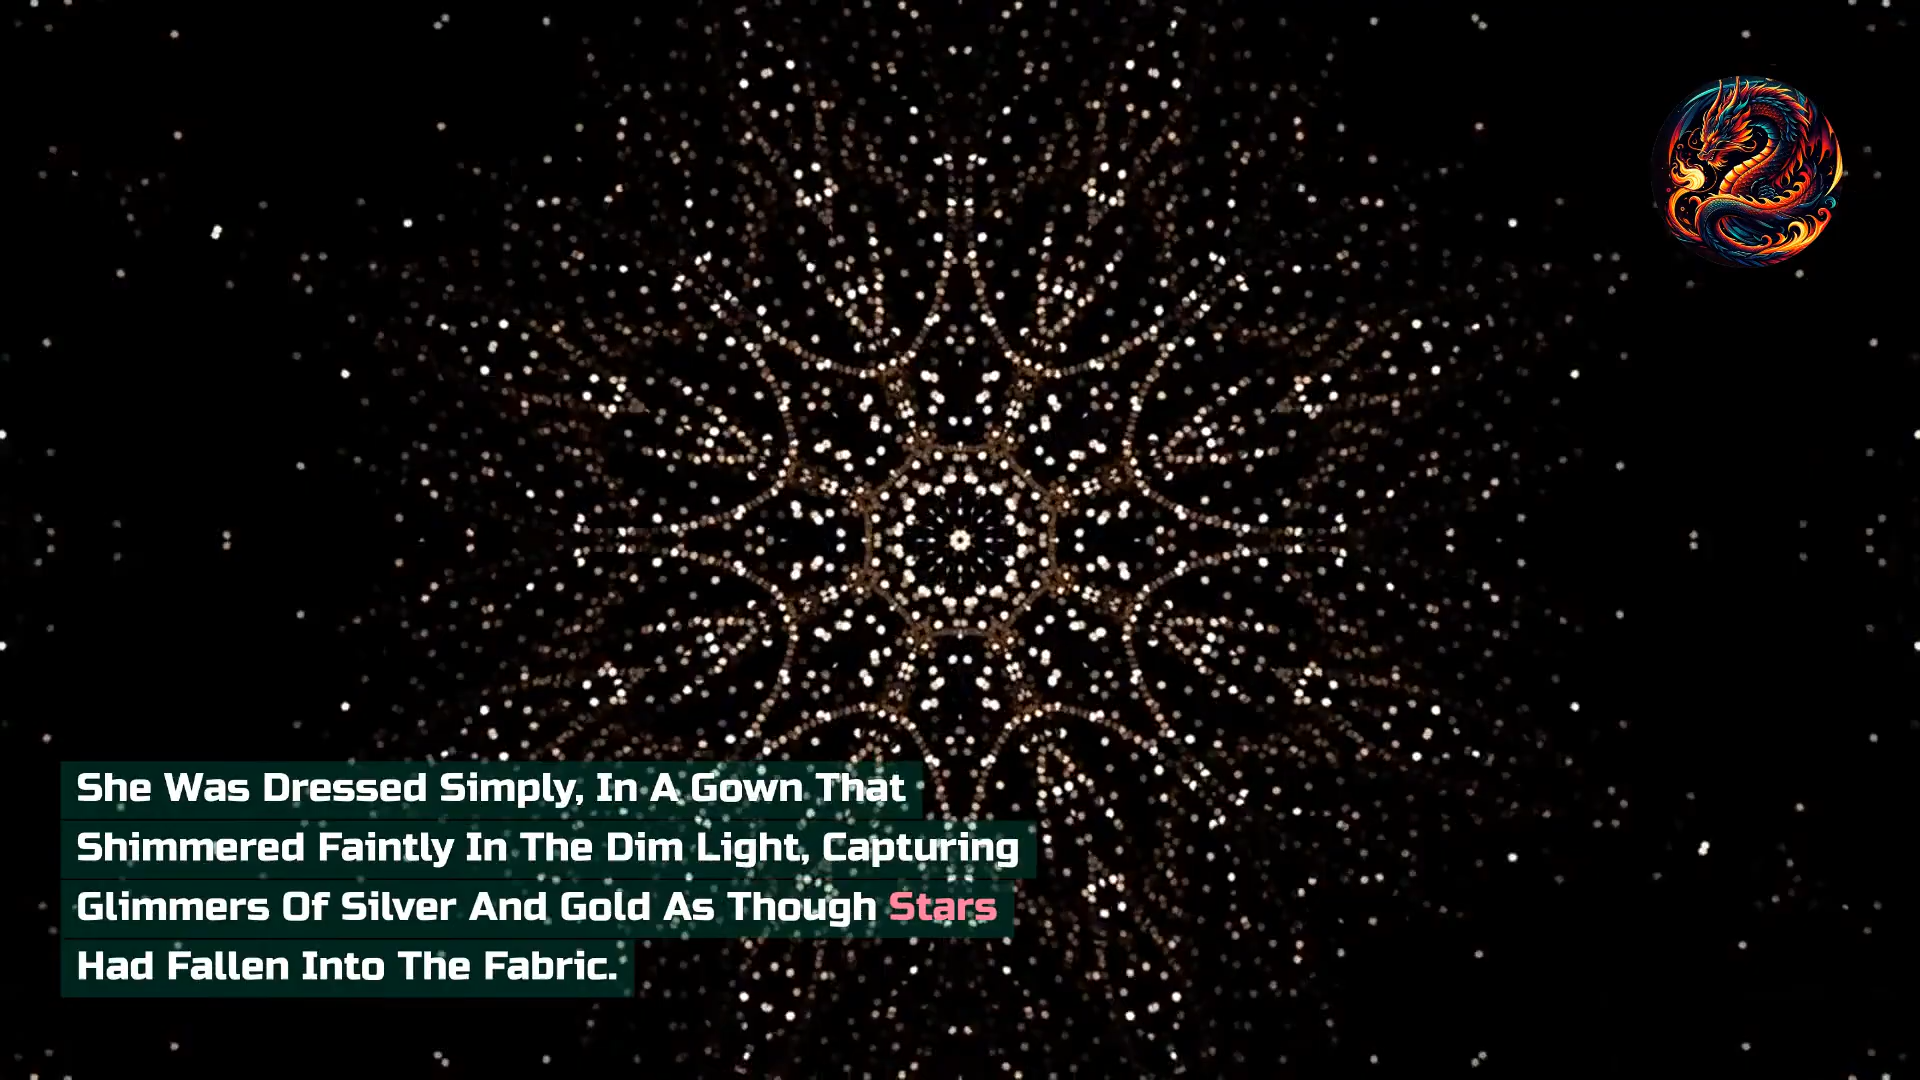 She Was Dressed Simply, In A Gown That
Shimmered Faintly In The Dim Light, Capturing
Glimmers Of Silver And Gold As Though Stars
Had Fallen Into The Fabric.